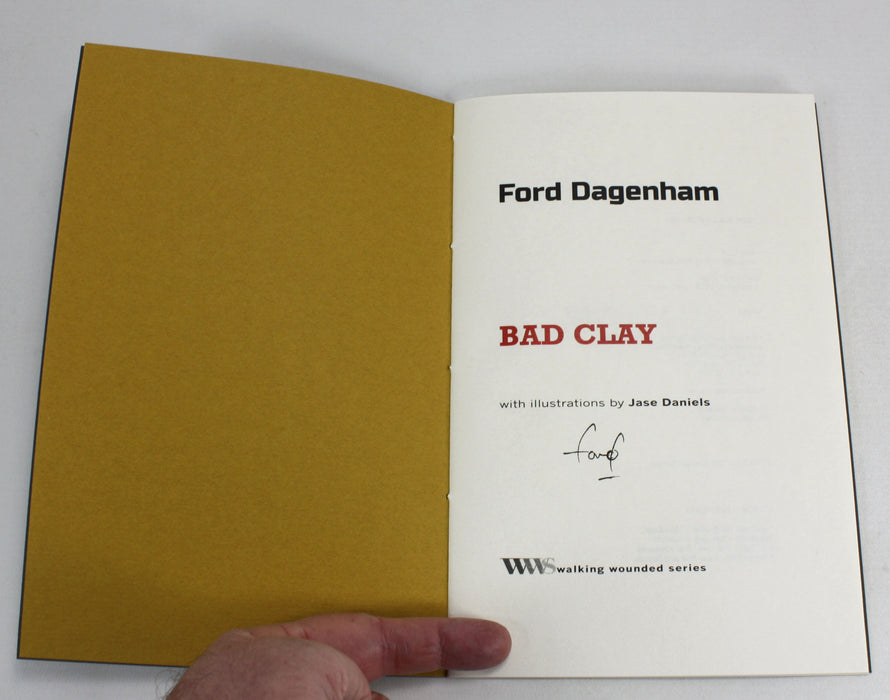 Ford Dagenham
BAD CLAY
with illustrations by Jase Daniels
ford
WWS walking wounded series